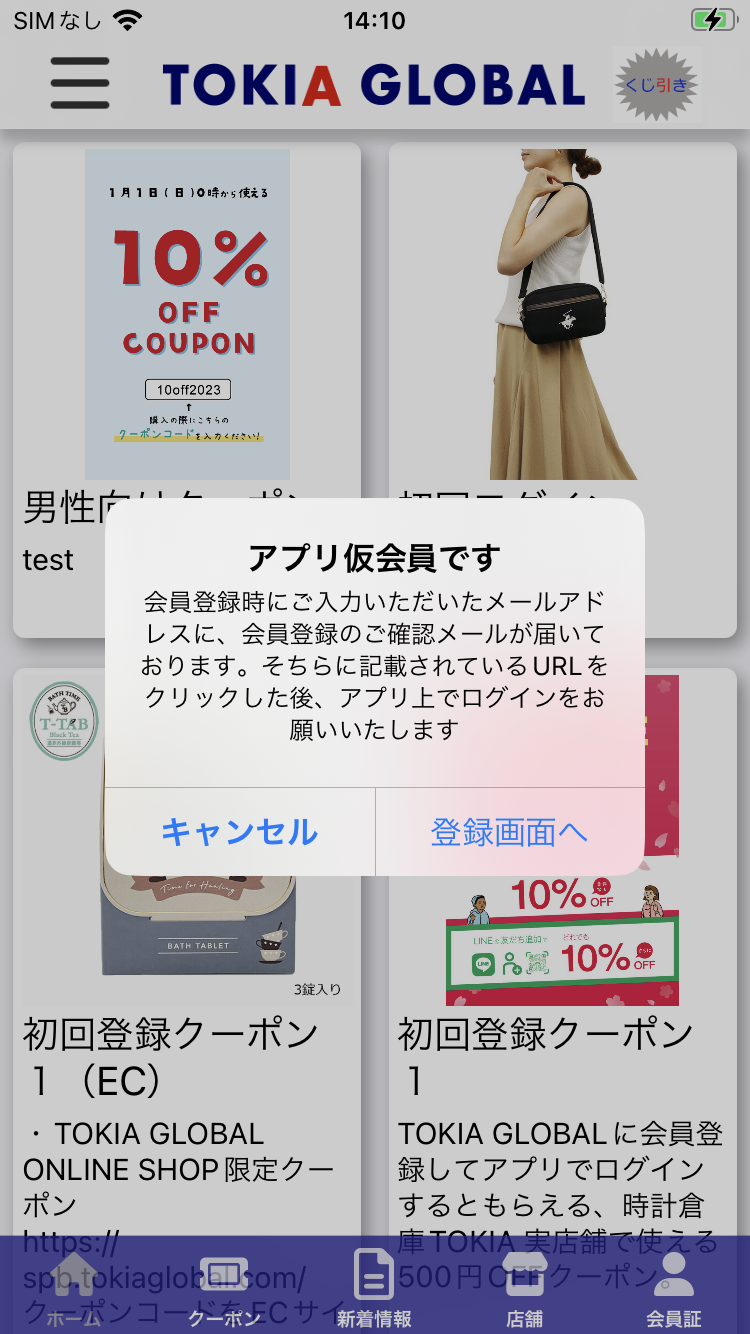 SIMなし
14:10
TOKIA GLOBAL
くじ引き
1月1日(日)0時から使える
10%
OFF
COUPON
10off2023
↑
購入の際にこちらの
クーポンコードを入力ください!
男性向けクーポン
test
初回ログイン
アプリ仮会員です
会員登録時にご入力いただいたメールアド
レスに、会員登録のご確認メールが届いて
おります。そちらに記載されているURLを
クリックした後、アプリ上でログインをお
願いいたします
キャンセル
登録画面へ
BATH TIME
T-TAB
Black Tea
Time for Healing
BATH TABLET
3錠入り
10%
OFF
LINEで友だち追加で
LINE
どれでも
さらに
10%
OFF
初回登録クーポン
1(EC)
・TOKIA GLOBAL
ONLINE SHOP限定クー
ポン
https://
spb.tokiaglobal.com/
クーポンコードをECサイ
初回登録クーポン
1
TOKIA GLOBALに会員登
録してアプリでログイン
するともらえる、時計倉
庫TOKIA 実店舗で使える
500円OFFクーポン。
ホーム
クーポン
新着情報
店舗
会員証